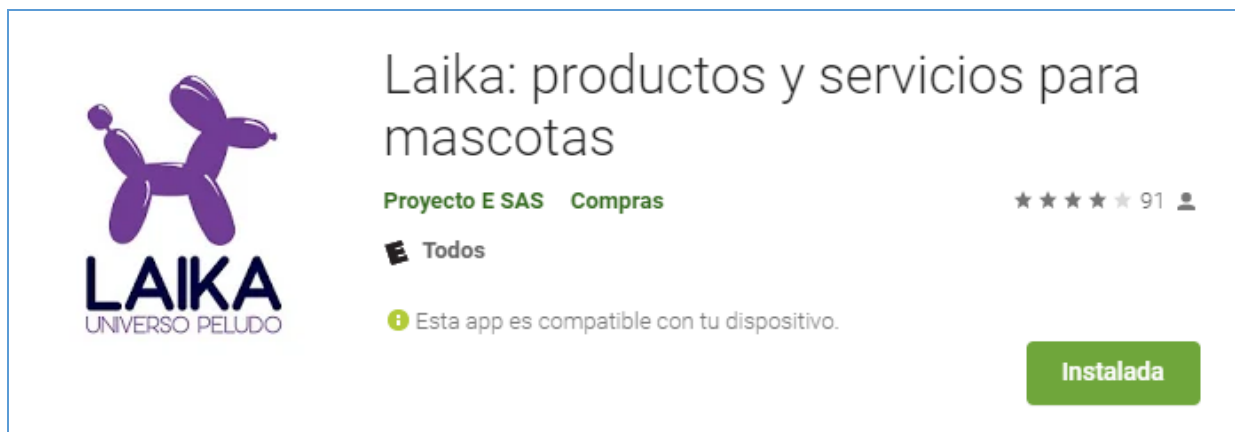 Laika: productos y servicios para
mascotas
Proyecto E SAS Compras
91
E Todos
Esta app es compatible con tu dispositivo.
Instalada
LAIKA
UNIVERSO PELUDO